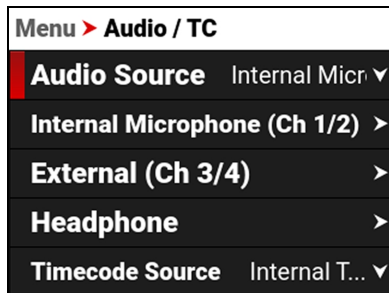 Menu > Audio / TC
Audio Source Internal Micr
Internal Microphone (Ch 1/2) >
External (Ch 3/4) >
Headphone >
Timecode Source Internal T...